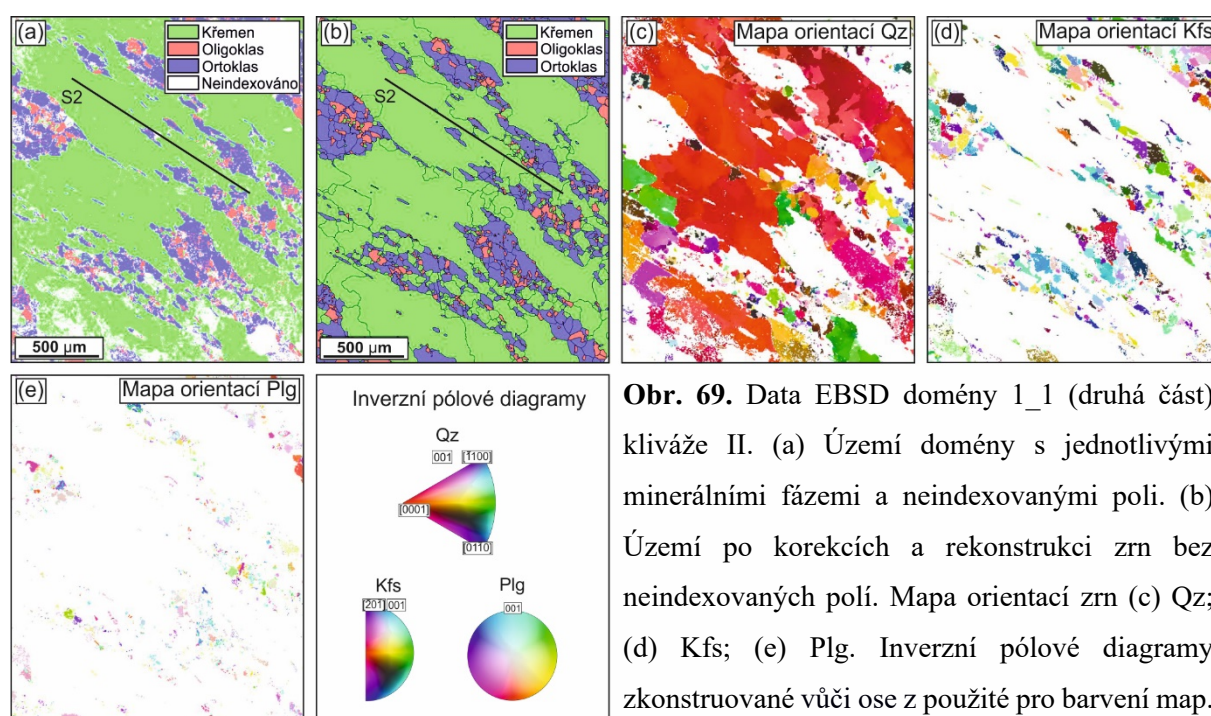 (a)
Křemen
Oligoklas
Ortoklas
Neindexováno
S2
500 µm
(b)
Křemen
Oligoklas
Ortoklas
S2
500 µm
(c)
Mapa orientací Qz
(d)
Mapa orientací Kfs
(e)
Mapa orientací Plg
Inverzní pólové diagramy
Qz
001
[1̄100]
[0001]
[0110]
Kfs
[201]
001
Plg
001
Obr. 69. Data EBSD domény 1_1 (druhá část)
kliváže II. (a) Území domény s jednotlivými
minerálními fázemi a neindexovanými poli. (b)
Území po korekcích a rekonstrukci zrn bez
neindexovaných polí. Mapa orientací zrn (c) Qz;
(d) Kfs; (e) Plg. Inverzní pólové diagramy
zkonstruované vůči ose z použité pro barvení map.